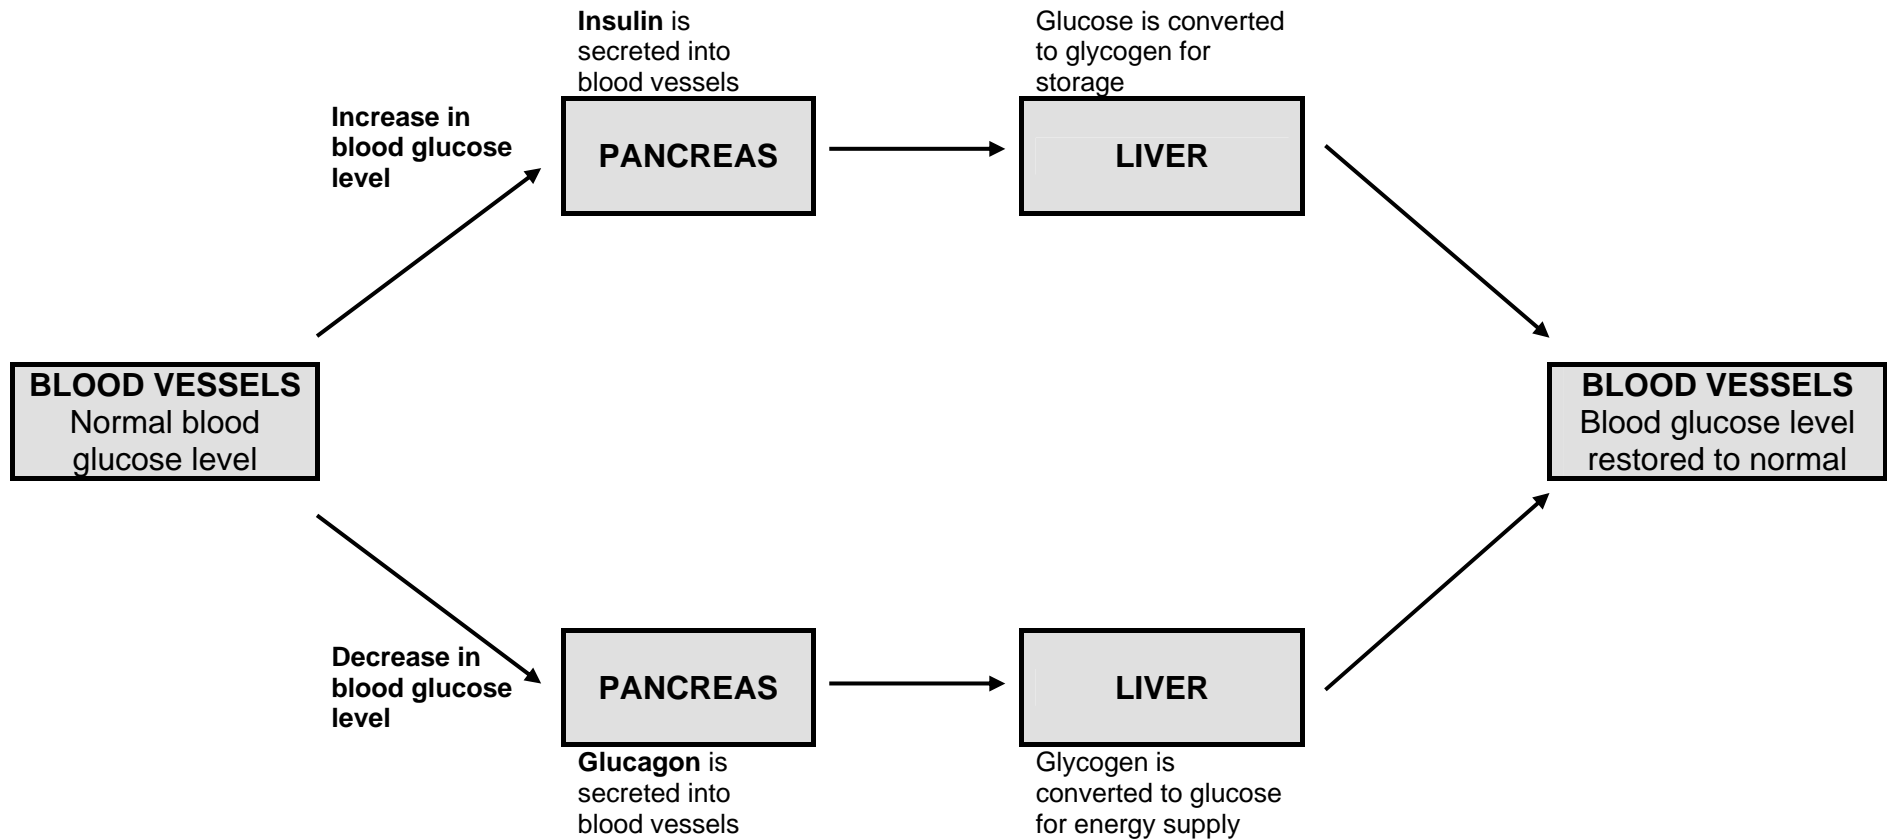 Insulin is
secreted into
blood vessels
Glucose is converted
to glycogen for
storage
Increase in
blood glucose
level
PANCREAS
LIVER
BLOOD VESSELS
Normal blood
glucose level
BLOOD VESSELS
Blood glucose level
restored to normal
Decrease in
blood glucose
level
PANCREAS
LIVER
Glucagon is
secreted into
blood vessels
Glycogen is
converted to glucose
for energy supply